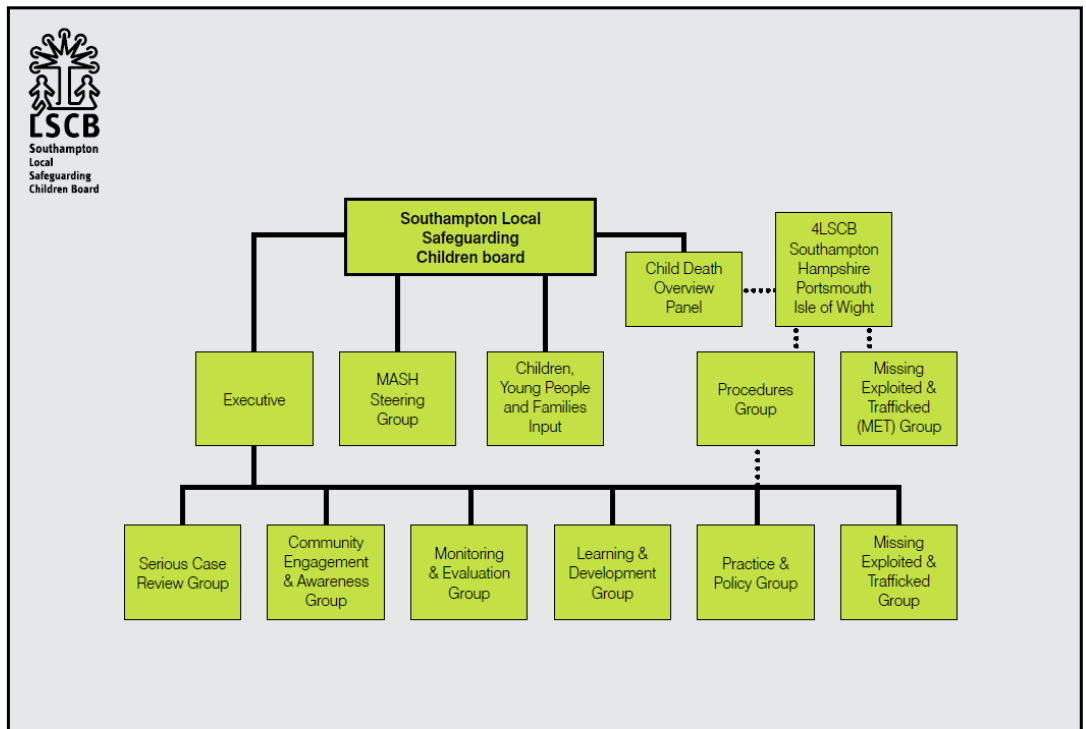 LSCB
Southampton
Local
Safeguarding
Children Board
Southampton Local
Safeguarding
Children board
4LSCB
Southampton
Hampshire
Portsmouth
Isle of Wight
Child Death
Overview
Panel
Executive
MASH
Steering
Group
Children,
Young People
and Families
Input
Procedures
Group
Missing
Exploited &
Trafficked
(MET) Group
Serious Case
Review Group
Community
Engagement
& Awareness
Group
Monitoring
& Evaluation
Group
Learning &
Development
Group
Practice &
Policy Group
Missing
Exploited &
Trafficked
Group